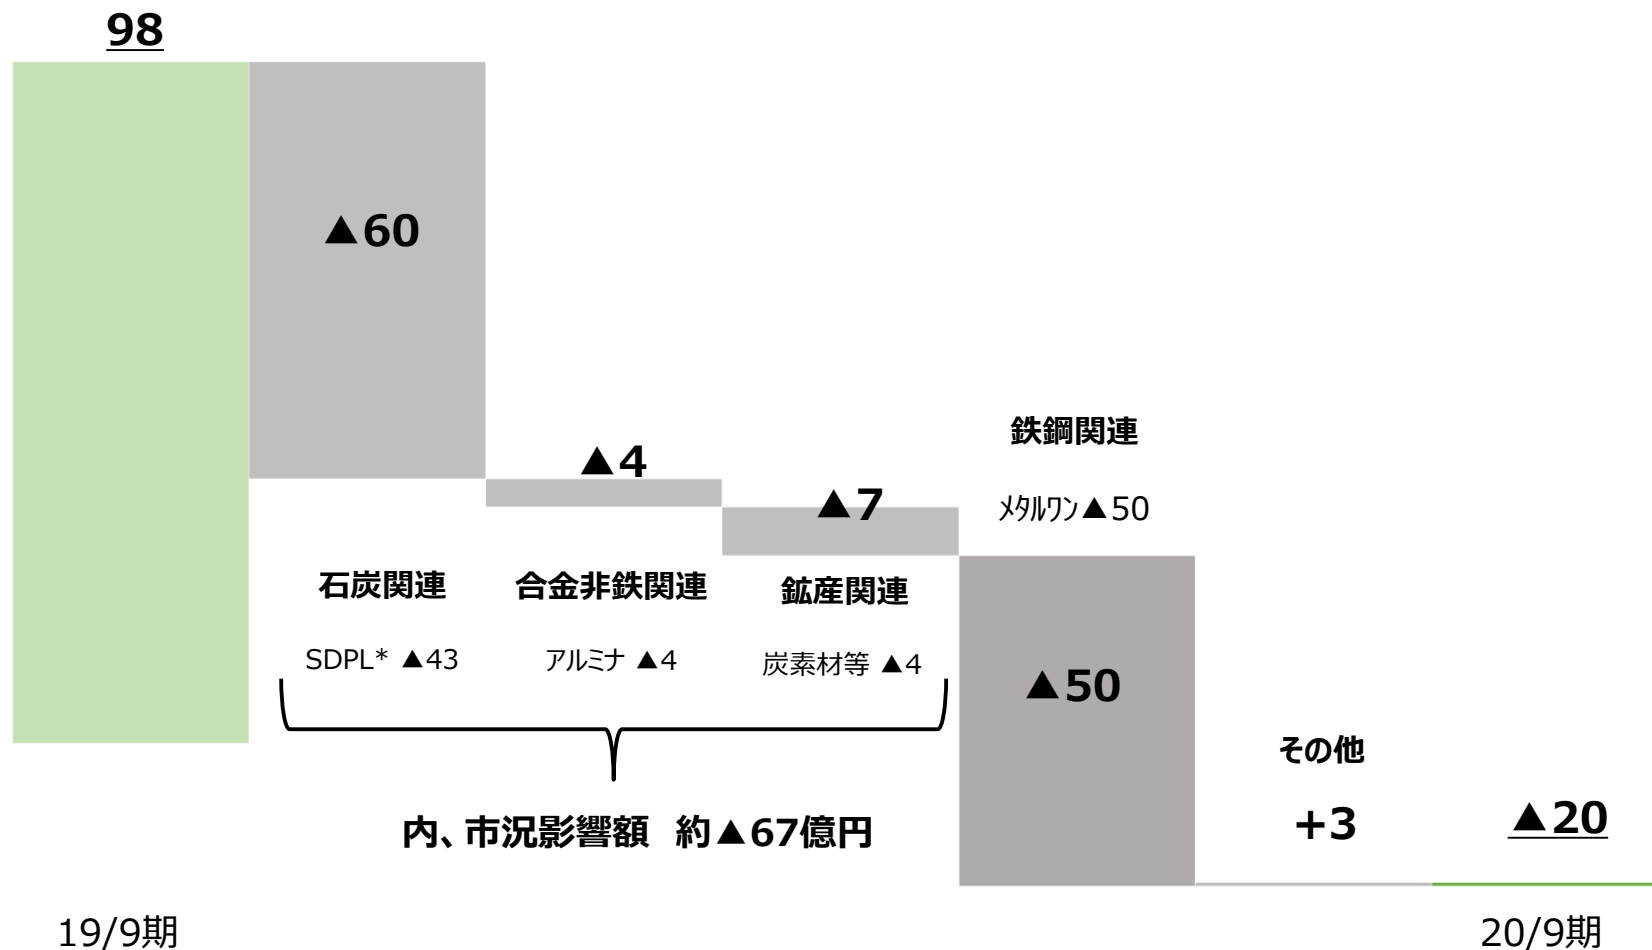 98
▲60
▲4
▲7
鉄鋼関連
メタルワン▲50
石炭関連
SDPL* ▲43
合金非鉄関連
アルミナ ▲4
鉱産関連
炭素材等 ▲4
▲50
内、市況影響額 約▲67億円
その他
+3
▲20
19/9期
20/9期